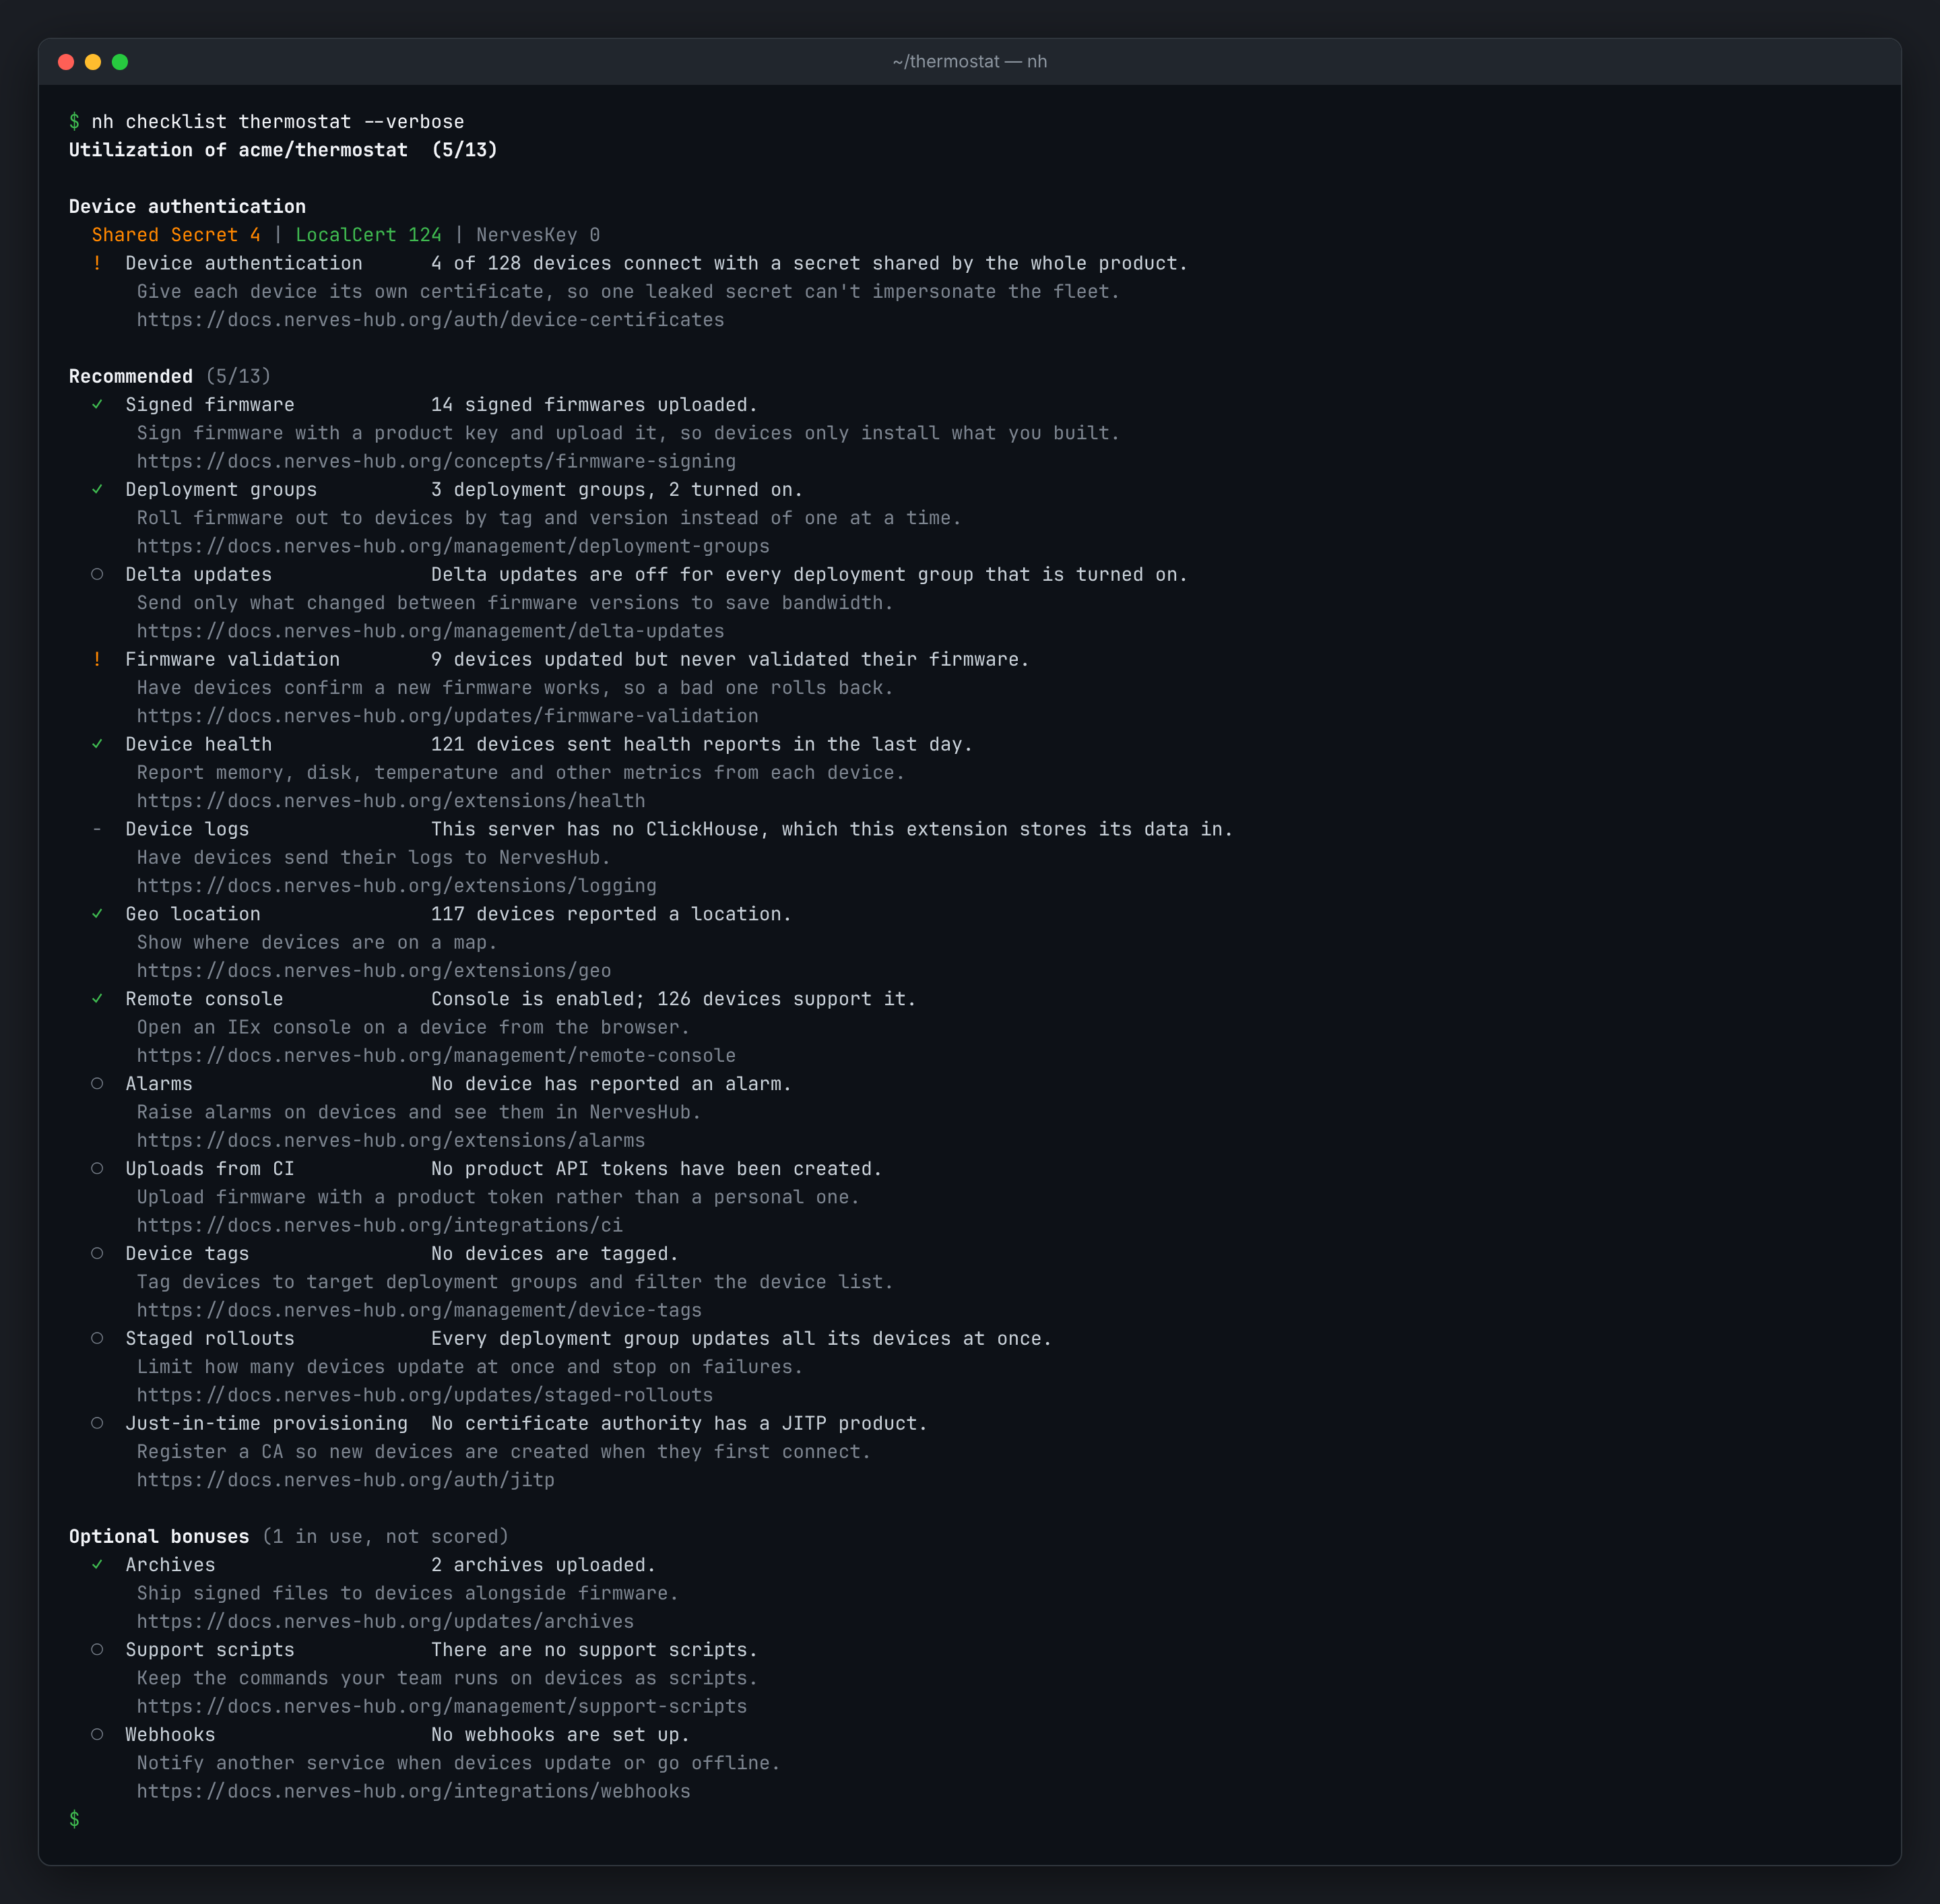 ~/thermostat — nh
$ nh checklist thermostat --verbose
Utilization of acme/thermostat (5/13)
Device authentication
Shared Secret 4 | LocalCert 124 | NervesKey 0
! Device authentication 4 of 128 devices connect with a secret shared by the whole product.
Give each device its own certificate, so one leaked secret can't impersonate the fleet.
https://docs.nerves-hub.org/auth/device-certificates
Recommended (5/13)
✓ Signed firmware 14 signed firmwares uploaded.
Sign firmware with a product key and upload it, so devices only install what you built.
https://docs.nerves-hub.org/concepts/firmware-signing
✓ Deployment groups 3 deployment groups, 2 turned on.
Roll firmware out to devices by tag and version instead of one at a time.
https://docs.nerves-hub.org/management/deployment-groups
○ Delta updates Delta updates are off for every deployment group that is turned on.
Send only what changed between firmware versions to save bandwidth.
https://docs.nerves-hub.org/management/delta-updates
! Firmware validation 9 devices updated but never validated their firmware.
Have devices confirm a new firmware works, so a bad one rolls back.
https://docs.nerves-hub.org/updates/firmware-validation
✓ Device health 121 devices sent health reports in the last day.
Report memory, disk, temperature and other metrics from each device.
https://docs.nerves-hub.org/extensions/health
- Device logs This server has no ClickHouse, which this extension stores its data in.
Have devices send their logs to NervesHub.
https://docs.nerves-hub.org/extensions/logging
✓ Geo location 117 devices reported a location.
Show where devices are on a map.
https://docs.nerves-hub.org/extensions/geo
✓ Remote console Console is enabled; 126 devices support it.
Open an IEx console on a device from the browser.
https://docs.nerves-hub.org/management/remote-console
○ Alarms No device has reported an alarm.
Raise alarms on devices and see them in NervesHub.
https://docs.nerves-hub.org/extensions/alarms
○ Uploads from CI No product API tokens have been created.
Upload firmware with a product token rather than a personal one.
https://docs.nerves-hub.org/integrations/ci
○ Device tags No devices are tagged.
Tag devices to target deployment groups and filter the device list.
https://docs.nerves-hub.org/management/device-tags
○ Staged rollouts Every deployment group updates all its devices at once.
Limit how many devices update at once and stop on failures.
https://docs.nerves-hub.org/updates/staged-rollouts
○ Just-in-time provisioning No certificate authority has a JITP product.
Register a CA so new devices are created when they first connect.
https://docs.nerves-hub.org/auth/jitp
Optional bonuses (1 in use, not scored)
✓ Archives 2 archives uploaded.
Ship signed files to devices alongside firmware.
https://docs.nerves-hub.org/updates/archives
○ Support scripts There are no support scripts.
Keep the commands your team runs on devices as scripts.
https://docs.nerves-hub.org/management/support-scripts
○ Webhooks No webhooks are set up.
Notify another service when devices update or go offline.
https://docs.nerves-hub.org/integrations/webhooks
$